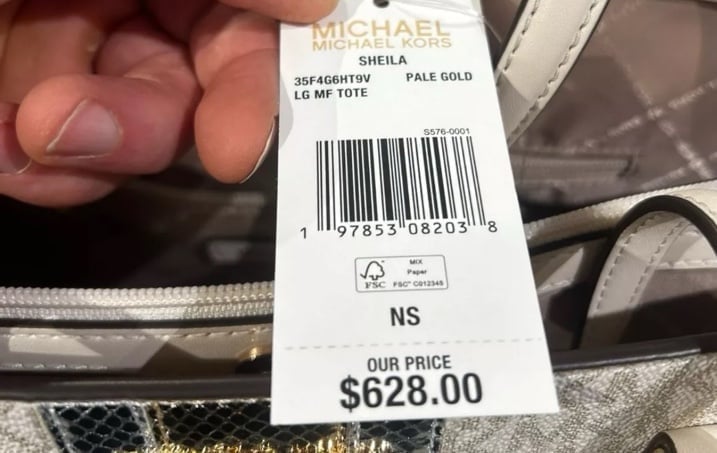 MICHAEL
MICHAEL KORS
SHEILA
35F4G6HT9V PALE GOLD
LG MF TOTE
S576-0001
1 97853 08203 8
FSC
MIX
Paper
FSC™ C012345
NS
OUR PRICE
$628.00